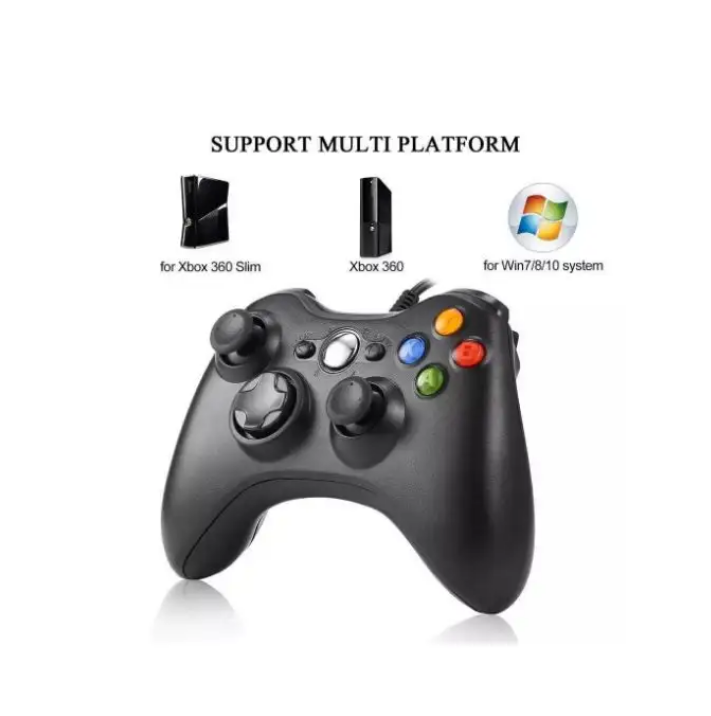 SUPPORT MULTI PLATFORM
for Xbox 360 Slim
Xbox 360
for Win7/8/10 system
X
B
A